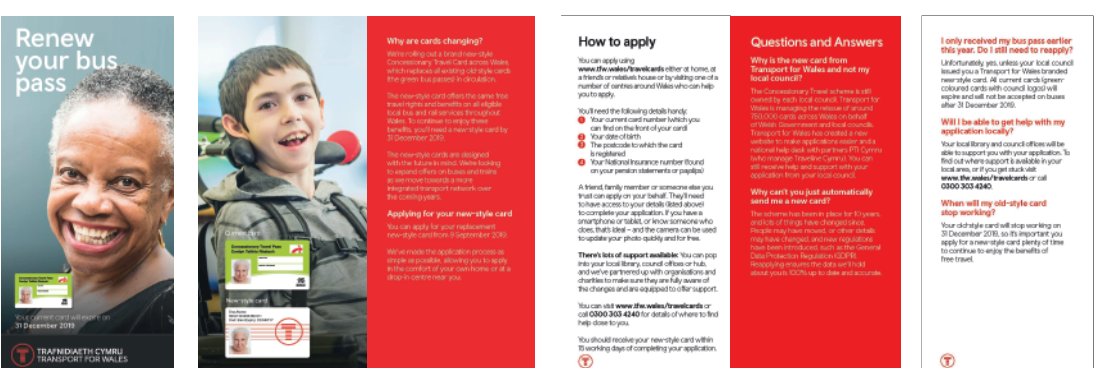 Renew
your bus
pass
Your current card will expire on
31 December 2019
TRAFNIDIAETH CYMRU
TRANSPORT FOR WALES
Current card
Concessionary Travel Pass
New-style card
Why are cards changing?
We're rolling out a brand new-style
Concessionary Travel Card across Wales,
which replaces all existing old-style cards
(the green bus passes) in circulation.
The new-style card offers the same free
travel rights and benefits on all eligible
local bus and rail services throughout
Wales. To continue to enjoy these
benefits, you'll need a new-style card by
31 December 2019.
The new-style cards are designed
with the future in mind. We're looking
to expand offers on buses and trains
as we move towards a more
integrated transport network over
the coming years.
Applying for your new-style card
You can apply for your replacement
new-style card from 9 September 2019.
We've made the application process as
simple as possible, allowing you to apply
in the comfort of your own home or at a
drop-in centre near you.
How to apply
You can apply using
www.tfw.wales/travelcards either at home, at
a friends or relatives house or by visiting one of a
number of centres around Wales who can help
you to apply.
You'll need the following details handy:
1 Your current card number (which you
can find on the front of your card)
2 Your date of birth
3 The postcode to which the card
is registered
4 Your National Insurance number (found
on your pension statements or payslips)
A friend, family member or someone else you
trust can apply on your behalf. They'll need
to have access to your details (listed above)
to complete your application. If you have a
smartphone or tablet, or know someone who
does, that's ideal – and the camera can be used
to update your photo quickly and for free.
There's lots of support available: You can pop
into your local library, council offices or hub,
and we've partnered up with organisations and
charities to make sure they are fully aware of
the changes and are equipped to offer support.
You can visit www.tfw.wales/travelcards or
call 0300 303 4240 for details of where to find
help close to you.
You should receive your new-style card within
15 working days of completing your application.
Questions and Answers
Why is the new card from
Transport for Wales and not my
local council?
The Concessionary Travel scheme is still
owned by each local council. Transport for
Wales is managing the reissue of around
750,000 cards across Wales on behalf
of Welsh Government and local councils.
Transport for Wales has created a new
website to make applications easier and a
national help desk with partners PTI Cymru
(who manage Traveline Cymru). You can
still receive help and support with your
application from your local council.
Why can't you just automatically
send me a new card?
The scheme has been in place for 10 years,
and lots of things have changed since.
People may have moved, or other details
may have changed, and new regulations
have been introduced, such as the General
Data Protection Regulation (GDPR).
Reapplying ensures the data we'll hold
about you is 100% up to date and accurate.
I only received my bus pass earlier
this year. Do I still need to reapply?
Unfortunately yes, unless your local council
issued you a Transport for Wales branded
new-style card. All current cards (green-
coloured cards with council logos) will
expire and will not be accepted on buses
after 31 December 2019.
Will I be able to get help with my
application locally?
Your local library and council offices will be
able to support you with your application. To
find out where support is available in your
local area, or if you get stuck visit
www.tfw.wales/travelcards or call
0300 303 4240.
When will my old-style card
stop working?
Your old-style card will stop working on
31 December 2019, so it's important you
apply for a new-style card plenty of time
to continue to enjoy the benefits of
free travel.